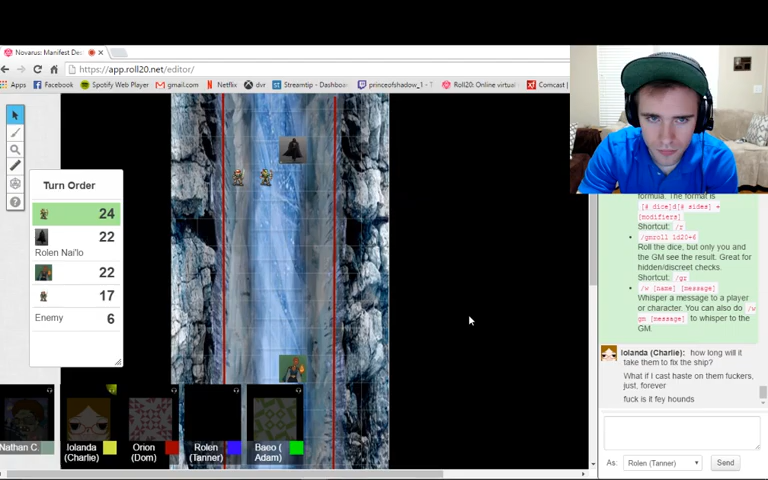 Novarus: Manifest De
https://app.roll20.net/editor/
Apps
Facebook
Spotify Web Player
gmail.com
Netflix
dvr
Streamtip - Dashboa
princeofshadow_1 - T
Roll20: Online virtual
Comcast
Turn Order
24
22
Rolen Nai'lo
22
17
Enemy 6
Nathan C
Iolanda
(Charlie)
Orion
(Dom)
Rolen
(Tanner)
Baeo (
Adam)
formula. The format is
[# dice]d[# sides] +
[modifiers]
Shortcut: /r
/gmroll 1d20+6
Roll the dice, but only you and
the GM see the result. Great for
hidden/discreet checks.
Shortcut: /gr
/w [name] [message]
Whisper a message to a player
or character. You can also do /w
gm [message] to whisper to the
GM.
Iolanda (Charlie): how long will it
take them to fix the ship?
What if I cast haste on them fuckers,
just, forever
fuck is it fey hounds
As: Rolen (Tanner) Send